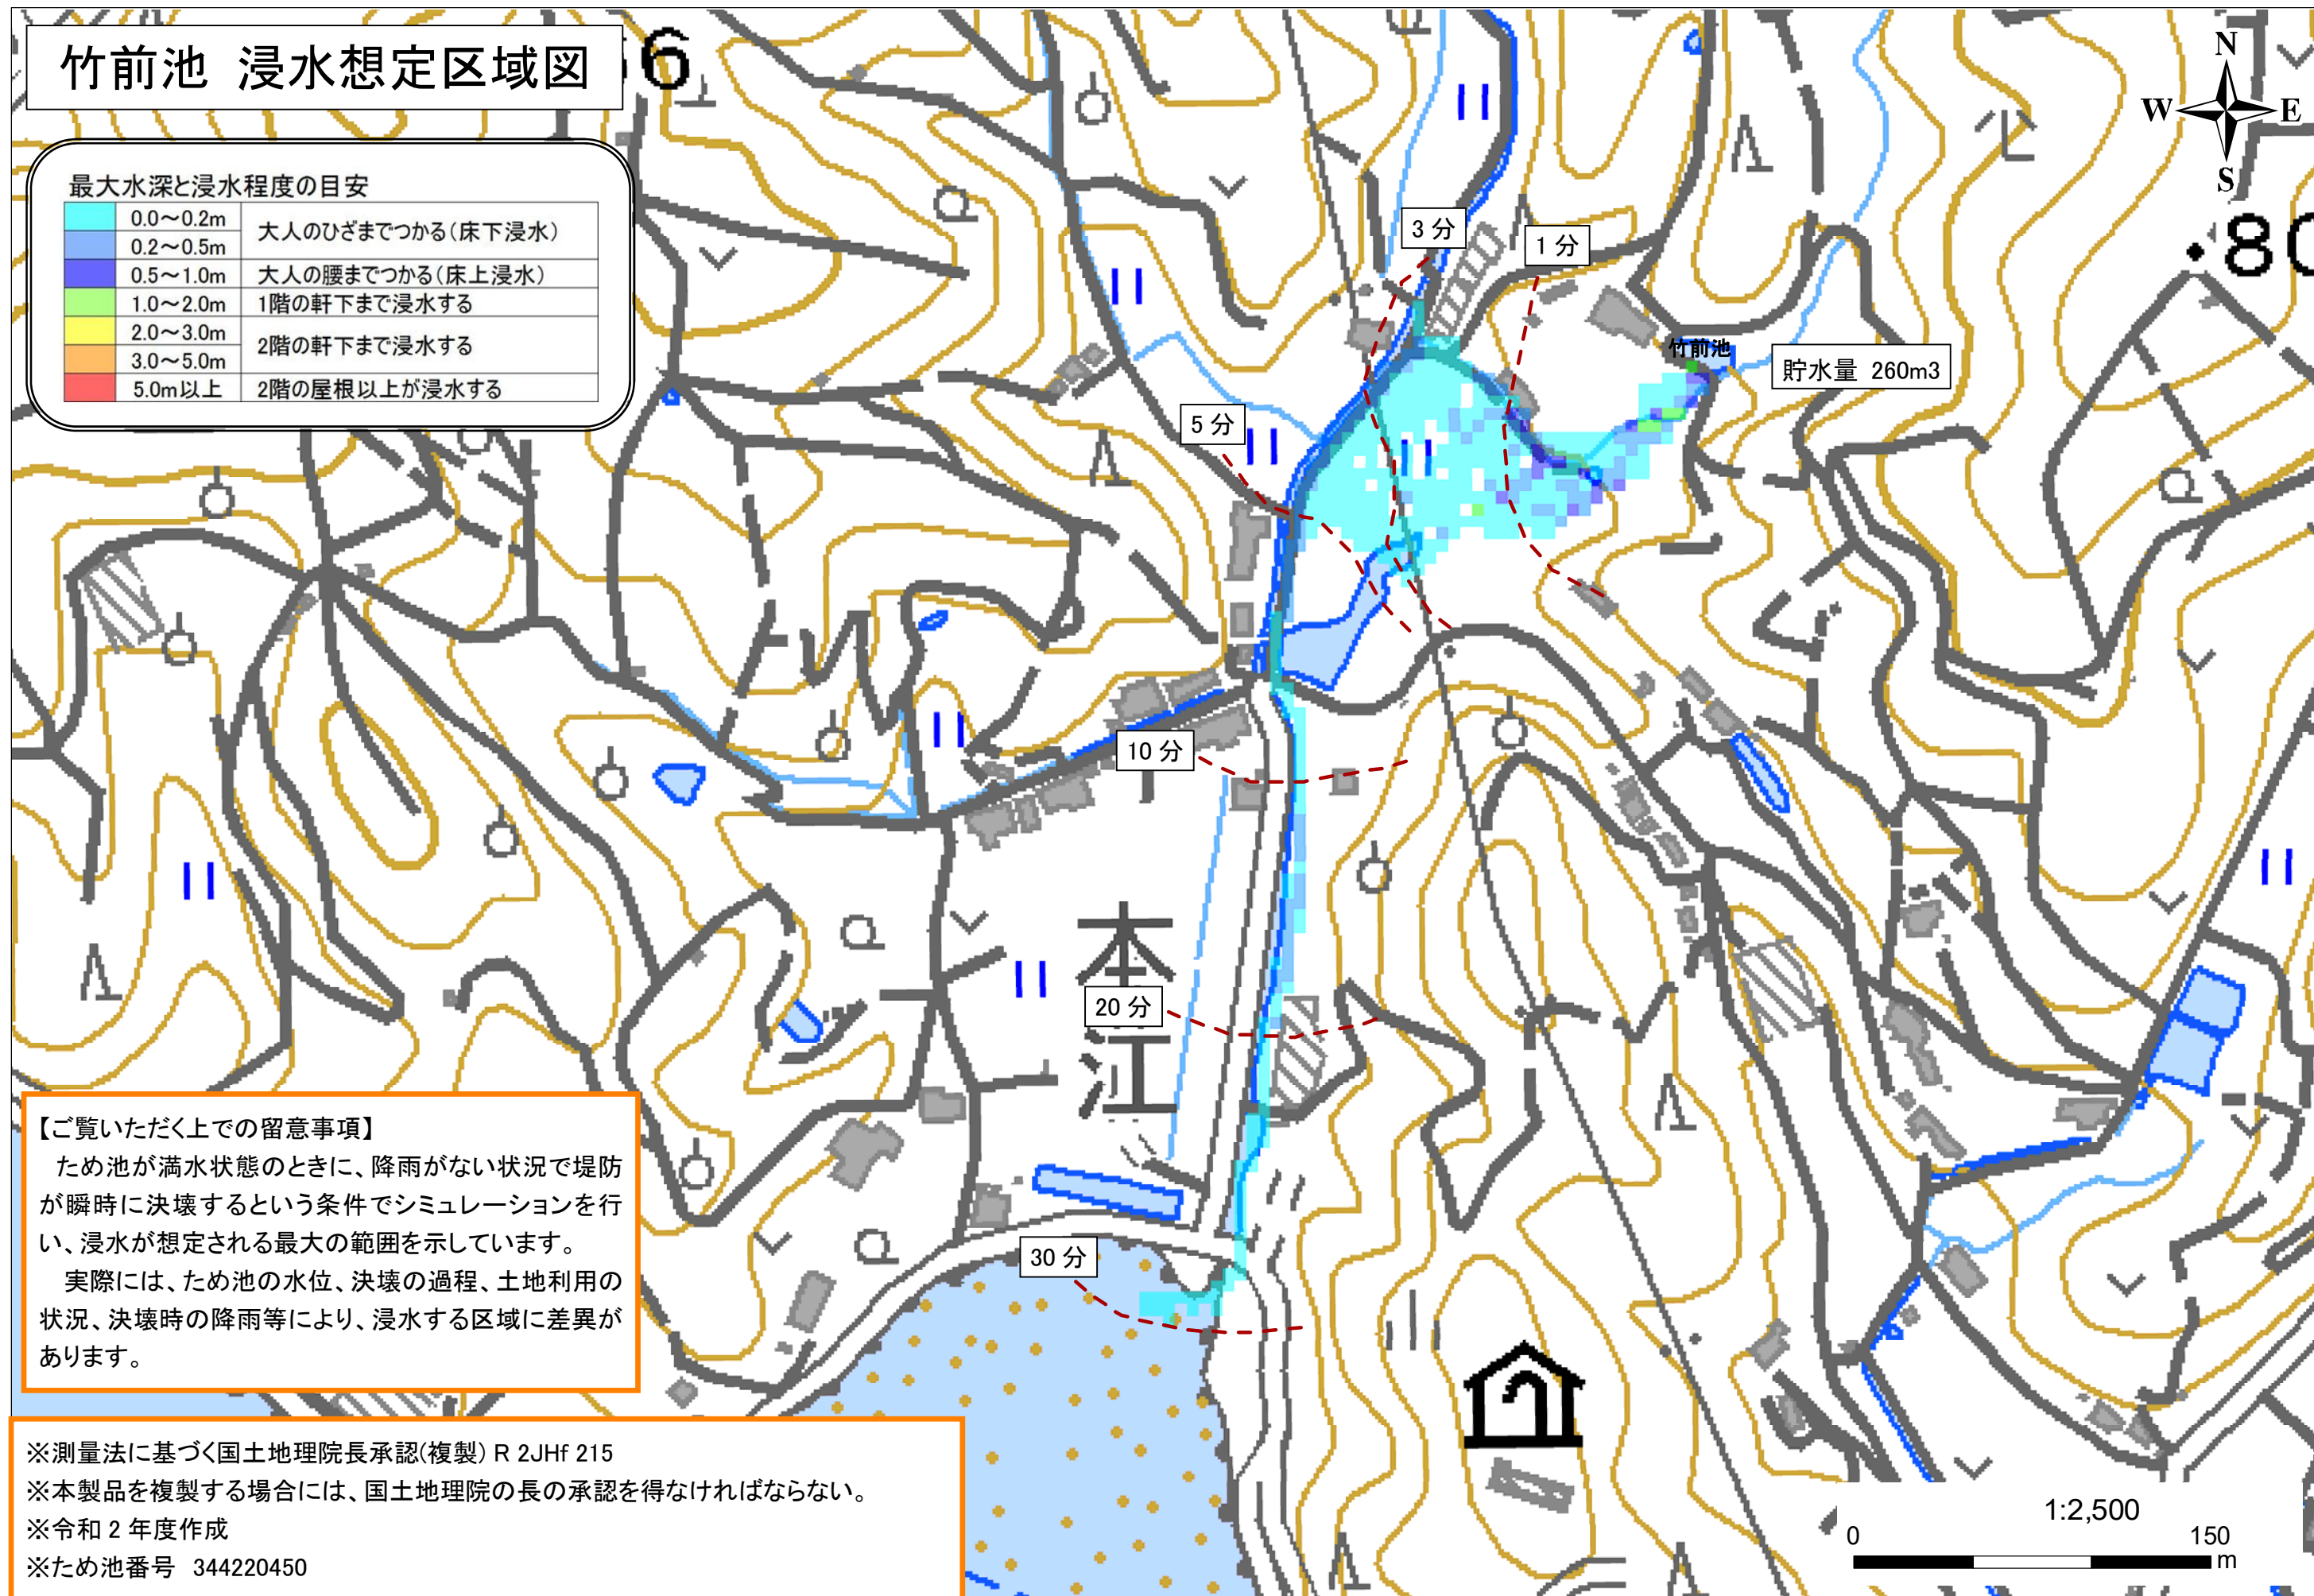 竹前池 浸水想定区域図
6
N
W
E
S
最大水深と浸水程度の目安
0.0～0.2m
大人のひざまでつかる(床下浸水)
0.2～0.5m
0.5～1.0m 大人の腰までつかる(床上浸水)
1.0～2.0m 1階の軒下まで浸水する
2.0～3.0m
2階の軒下まで浸水する
3.0～5.0m
5.0m以上 2階の屋根以上が浸水する
3 分
1 分
・80
竹前池
貯水量 260m3
5 分
10 分
本江
20 分
30 分
【ご覧いただく上での留意事項】
ため池が満水状態のときに、降雨がない状況で堤防
が瞬時に決壊するという条件でシミュレーションを行
い、浸水が想定される最大の範囲を示しています。
実際には、ため池の水位、決壊の過程、土地利用の
状況、決壊時の降雨等により、浸水する区域に差異が
あります。
※測量法に基づく国土地理院長承認(複製) R 2JHf 215
※本製品を複製する場合には、国土地理院の長の承認を得なければならない。
※令和 2 年度作成
※ため池番号 344220450
1:2,500
0 150
m